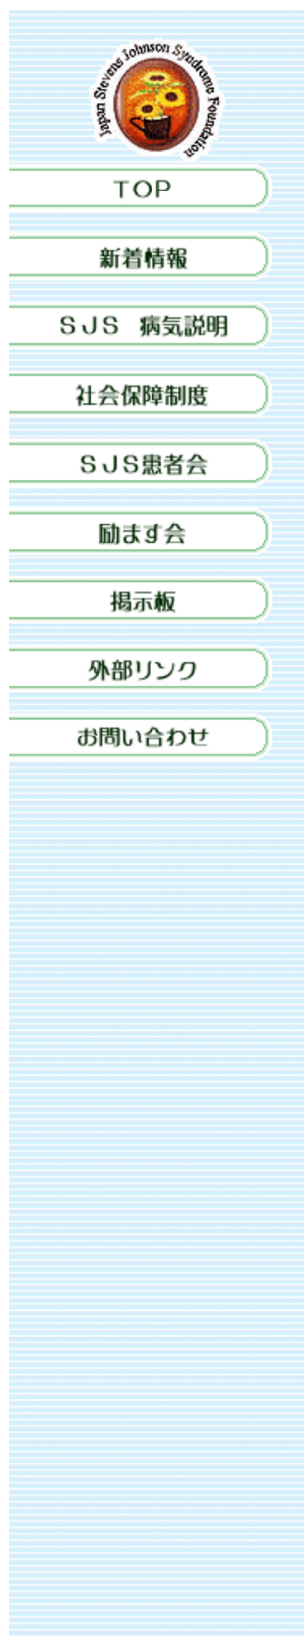 Japan Stevens Johnson Syndrome Foundation
ＴＯＰ
新着情報
ＳＪＳ　病気説明
社会保障制度
ＳＪＳ患者会
励ます会
掲示板
外部リンク
お問い合わせ